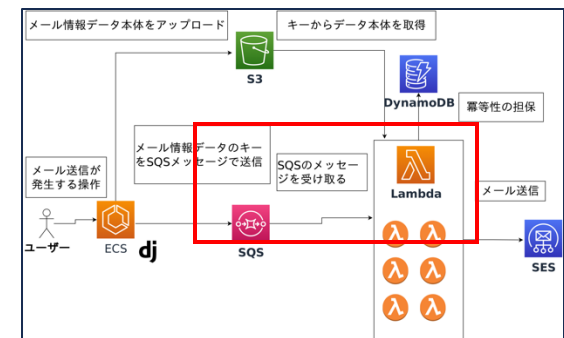 メール情報データ本体をアップロード
キーからデータ本体を取得
S3
DynamoDB
冪等性の担保
メール情報データのキー
をSQSメッセージで送信
SQSのメッセー
ジを受け取る
メール送信が
発生する操作
Lambda
メール送信
ユーザー
ECS
dj
SQS
SES